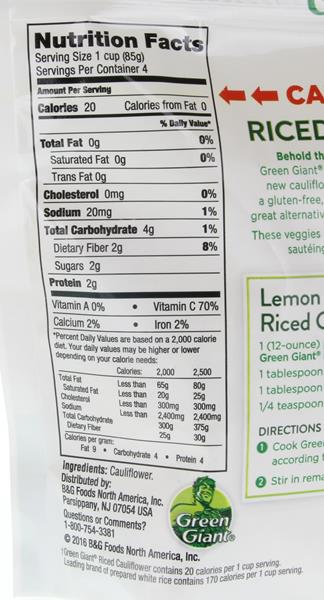 Nutrition Facts
Serving Size 1 cup (85g)
Servings Per Container 4
Amount Per Serving
Calories 20 Calories from Fat 0
% Daily Value*
Total Fat 0g 0%
Saturated Fat 0g 0%
Trans Fat 0g
Cholesterol 0mg 0%
Sodium 20mg 1%
Total Carbohydrate 4g 1%
Dietary Fiber 2g 8%
Sugars 2g
Protein 2g
Vitamin A 0% • Vitamin C 70%
Calcium 2% • Iron 2%
*Percent Daily Values are based on a 2,000 calorie
diet. Your daily values may be higher or lower
depending on your calorie needs:
Calories: 2,000 2,500
Total Fat Less than 65g 80g
Saturated Fat Less than 20g 25g
Cholesterol Less than 300mg 300mg
Sodium Less than 2,400mg 2,400mg
Total Carbohydrate 300g 375g
Dietary Fiber 25g 30g
Calories per gram:
Fat 9 • Carbohydrate 4 • Protein 4
Ingredients: Cauliflower.
Distributed by:
B&G Foods North America, Inc.
Parsippany, NJ 07054 USA
Questions or Comments?
1-800-754-3381
© 2016 B&G Foods North America, Inc.
†Green Giant® Riced Cauliflower contains 20 calories per 1 cup serving.
Leading brand of prepared white rice contains 170 calories per 1 cup serving.
Green
Giant®
CA
RICED
Behold th
Green Giant®
new cauliflo
a gluten-free,
great alternativ
These veggies
sautéing
Lemon
Riced C
1 (12-ounce)
Green Giant®
1 tablespoon
1 tablespoon
1/4 teaspoon
DIRECTIONS
1 Cook Gree
according t
2 Stir in rema